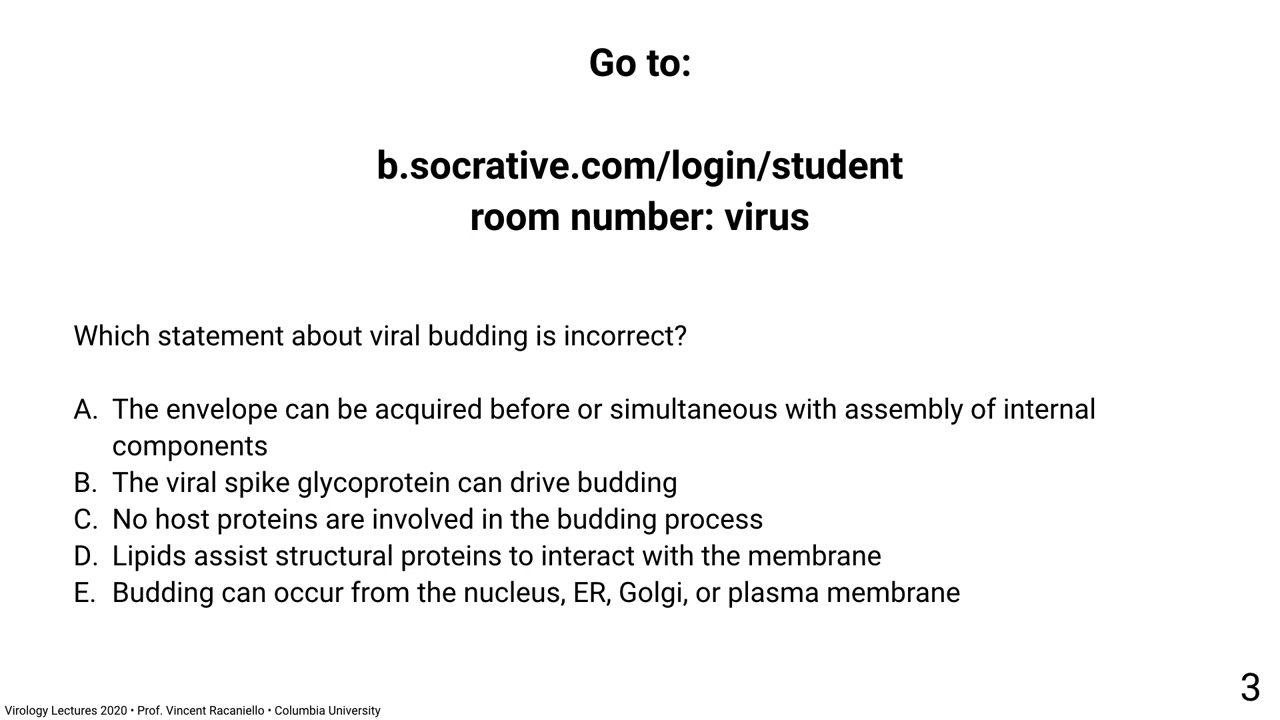 Go to:
b.socrative.com/login/student
room number: virus
Which statement about viral budding is incorrect?
A. The envelope can be acquired before or simultaneous with assembly of internal
components
B. The viral spike glycoprotein can drive budding
C. No host proteins are involved in the budding process
D. Lipids assist structural proteins to interact with the membrane
E. Budding can occur from the nucleus, ER, Golgi, or plasma membrane
3
Virology Lectures 2020 • Prof. Vincent Racaniello • Columbia University